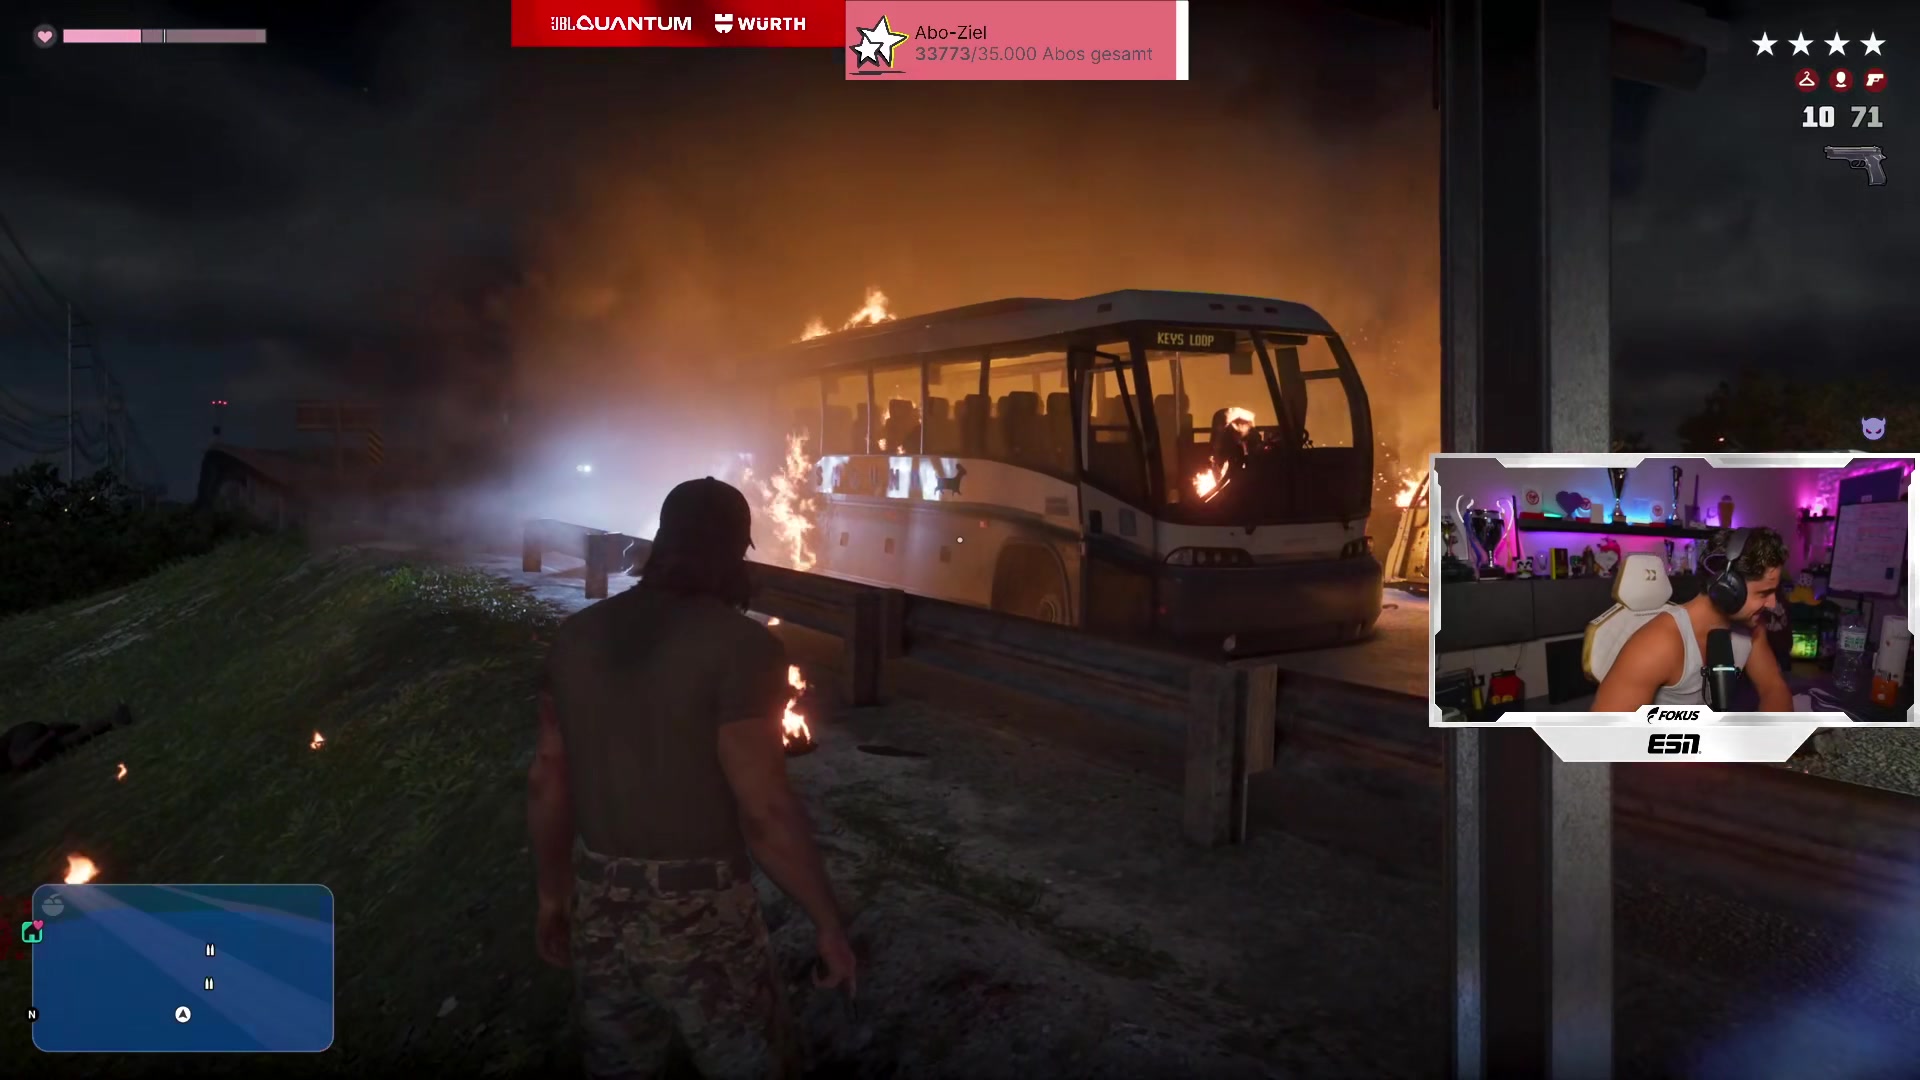 JBL QUANTUM
WÜRTH
Abo-Ziel
33773/35.000 Abos gesamt
10 71
KEYS LOOP
FOKUS
ESN
N